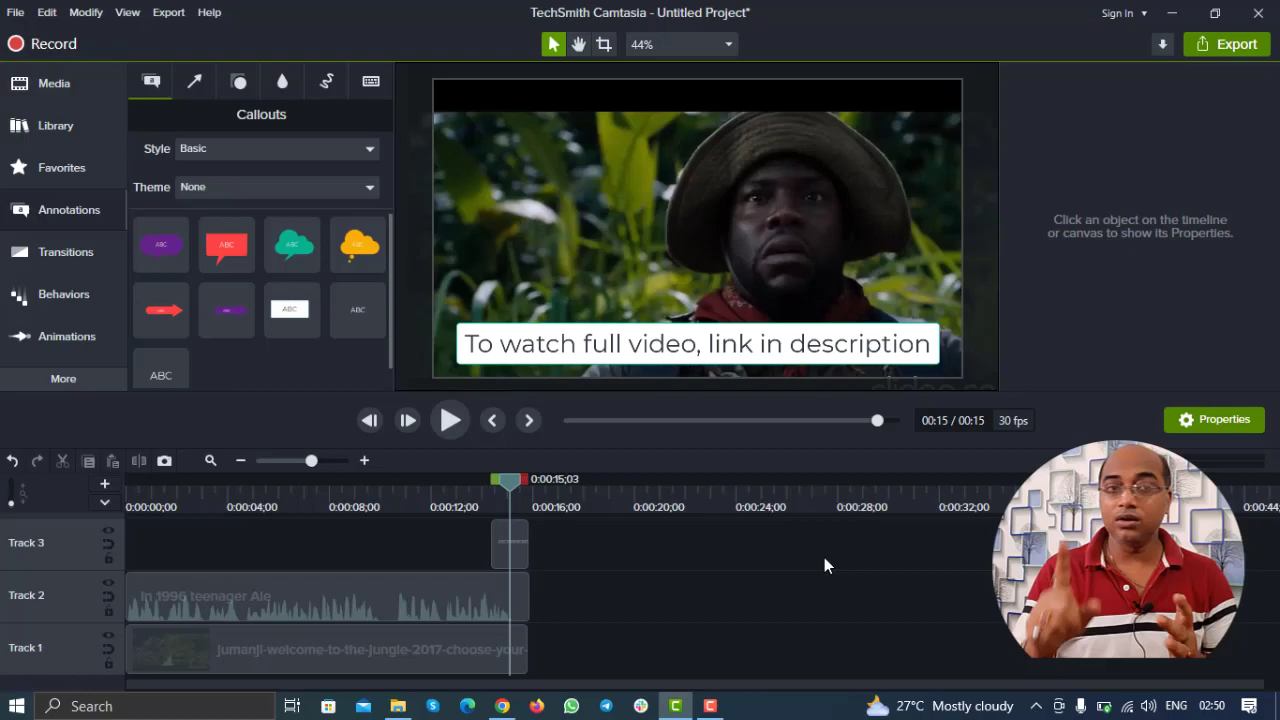 File Edit Modify View Export Help
TechSmith Camtasia - Untitled Project*
Sign In
Record
44%
Export
Media
Library
Favorites
Annotations
Transitions
Behaviors
Animations
More
Callouts
Style Basic
Theme None
ABC ABC ABC ABC
ABC ABC
ABC
To watch full video, link in description
Click an object on the timeline
or canvas to show its Properties.
00:15 / 00:15 30 fps
Properties
0:00:15;03
0:00:00;00 0:00:04;00 0:00:08;00 0:00:12;00 0:00:16;00 0:00:20;00 0:00:24;00 0:00:28;00 0:00:32;00
Track 3
Track 2
In 1996 teenager Ale
Track 1
jumanji-welcome-to-the-jungle-2017-choose-your-
Search
27°C Mostly cloudy
ENG
02:50